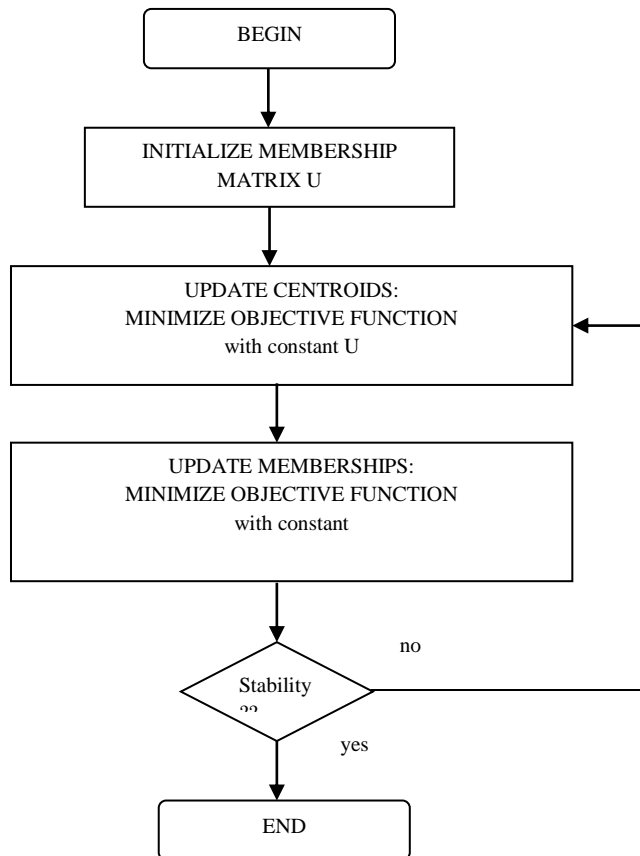 BEGIN
INITIALIZE MEMBERSHIP
MATRIX U
UPDATE CENTROIDS:
MINIMIZE OBJECTIVE FUNCTION
with constant U
UPDATE MEMBERSHIPS:
MINIMIZE OBJECTIVE FUNCTION
with constant
no
Stability
??
yes
END